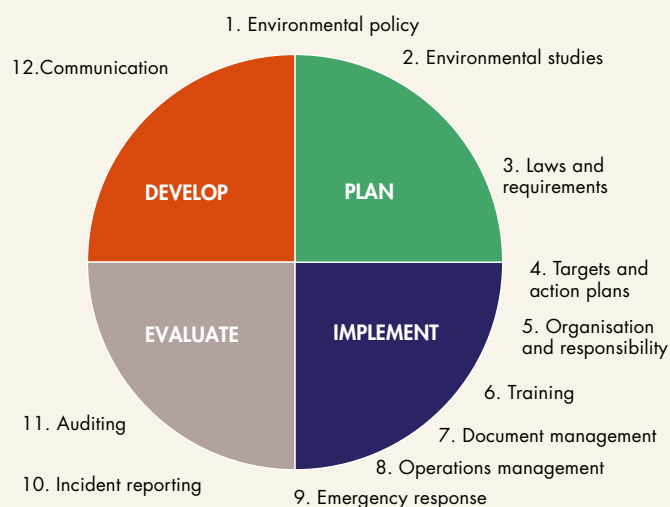 1. Environmental policy
2. Environmental studies
12.Communication
3. Laws and
requirements
DEVELOP
PLAN
4. Targets and
action plans
5. Organisation
and responsibility
EVALUATE
IMPLEMENT
6. Training
11. Auditing
7. Document management
8. Operations management
10. Incident reporting
9. Emergency response